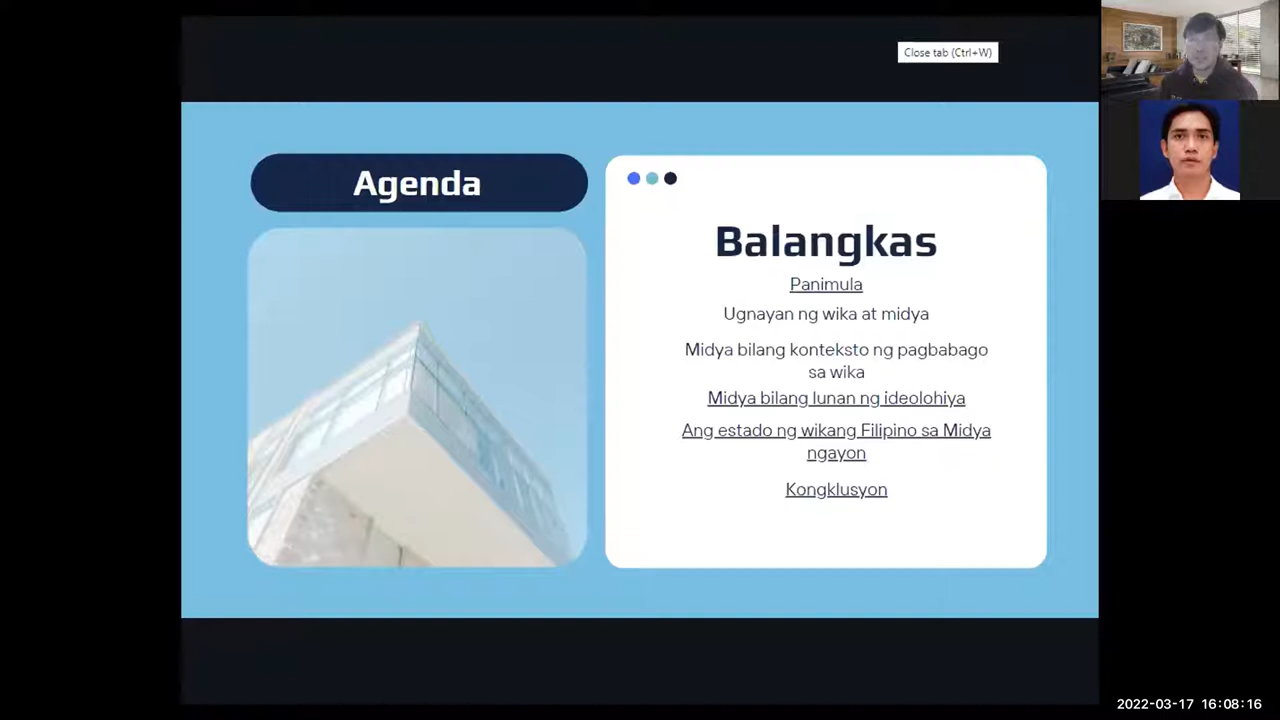 Close tab (Ctrl+W)
Agenda
Balangkas
Panimula
Ugnayan ng wika at midya
Midya bilang konteksto ng pagbabago
sa wika
Midya bilang lunan ng ideolohiya
Ang estado ng wikang Filipino sa Midya
ngayon
Kongklusyon
2022-03-17 16:08:16